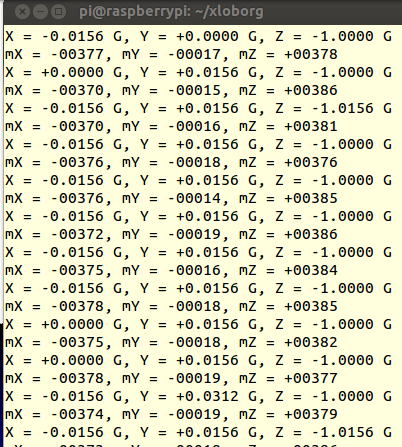 pi@raspberrypi: ~/xloborg
X = -0.0156 G, Y = +0.0000 G, Z = -1.0000 G
mX = -00377, mY = -00017, mZ = +00378
X = +0.0000 G, Y = +0.0156 G, Z = -1.0000 G
mX = -00370, mY = -00015, mZ = +00386
X = -0.0156 G, Y = +0.0156 G, Z = -1.0156 G
mX = -00370, mY = -00016, mZ = +00381
X = -0.0156 G, Y = +0.0156 G, Z = -1.0000 G
mX = -00376, mY = -00018, mZ = +00376
X = -0.0156 G, Y = +0.0156 G, Z = -1.0000 G
mX = -00376, mY = -00014, mZ = +00385
X = -0.0156 G, Y = +0.0156 G, Z = -1.0000 G
mX = -00372, mY = -00019, mZ = +00386
X = -0.0156 G, Y = +0.0156 G, Z = -1.0000 G
mX = -00375, mY = -00016, mZ = +00384
X = -0.0156 G, Y = +0.0156 G, Z = -1.0000 G
mX = -00378, mY = -00018, mZ = +00385
X = +0.0000 G, Y = +0.0156 G, Z = -1.0000 G
mX = -00375, mY = -00018, mZ = +00382
X = +0.0000 G, Y = +0.0156 G, Z = -1.0000 G
mX = -00378, mY = -00019, mZ = +00377
X = -0.0156 G, Y = +0.0312 G, Z = -1.0000 G
mX = -00374, mY = -00019, mZ = +00379
X = -0.0156 G, Y = +0.0156 G, Z = -1.0156 G